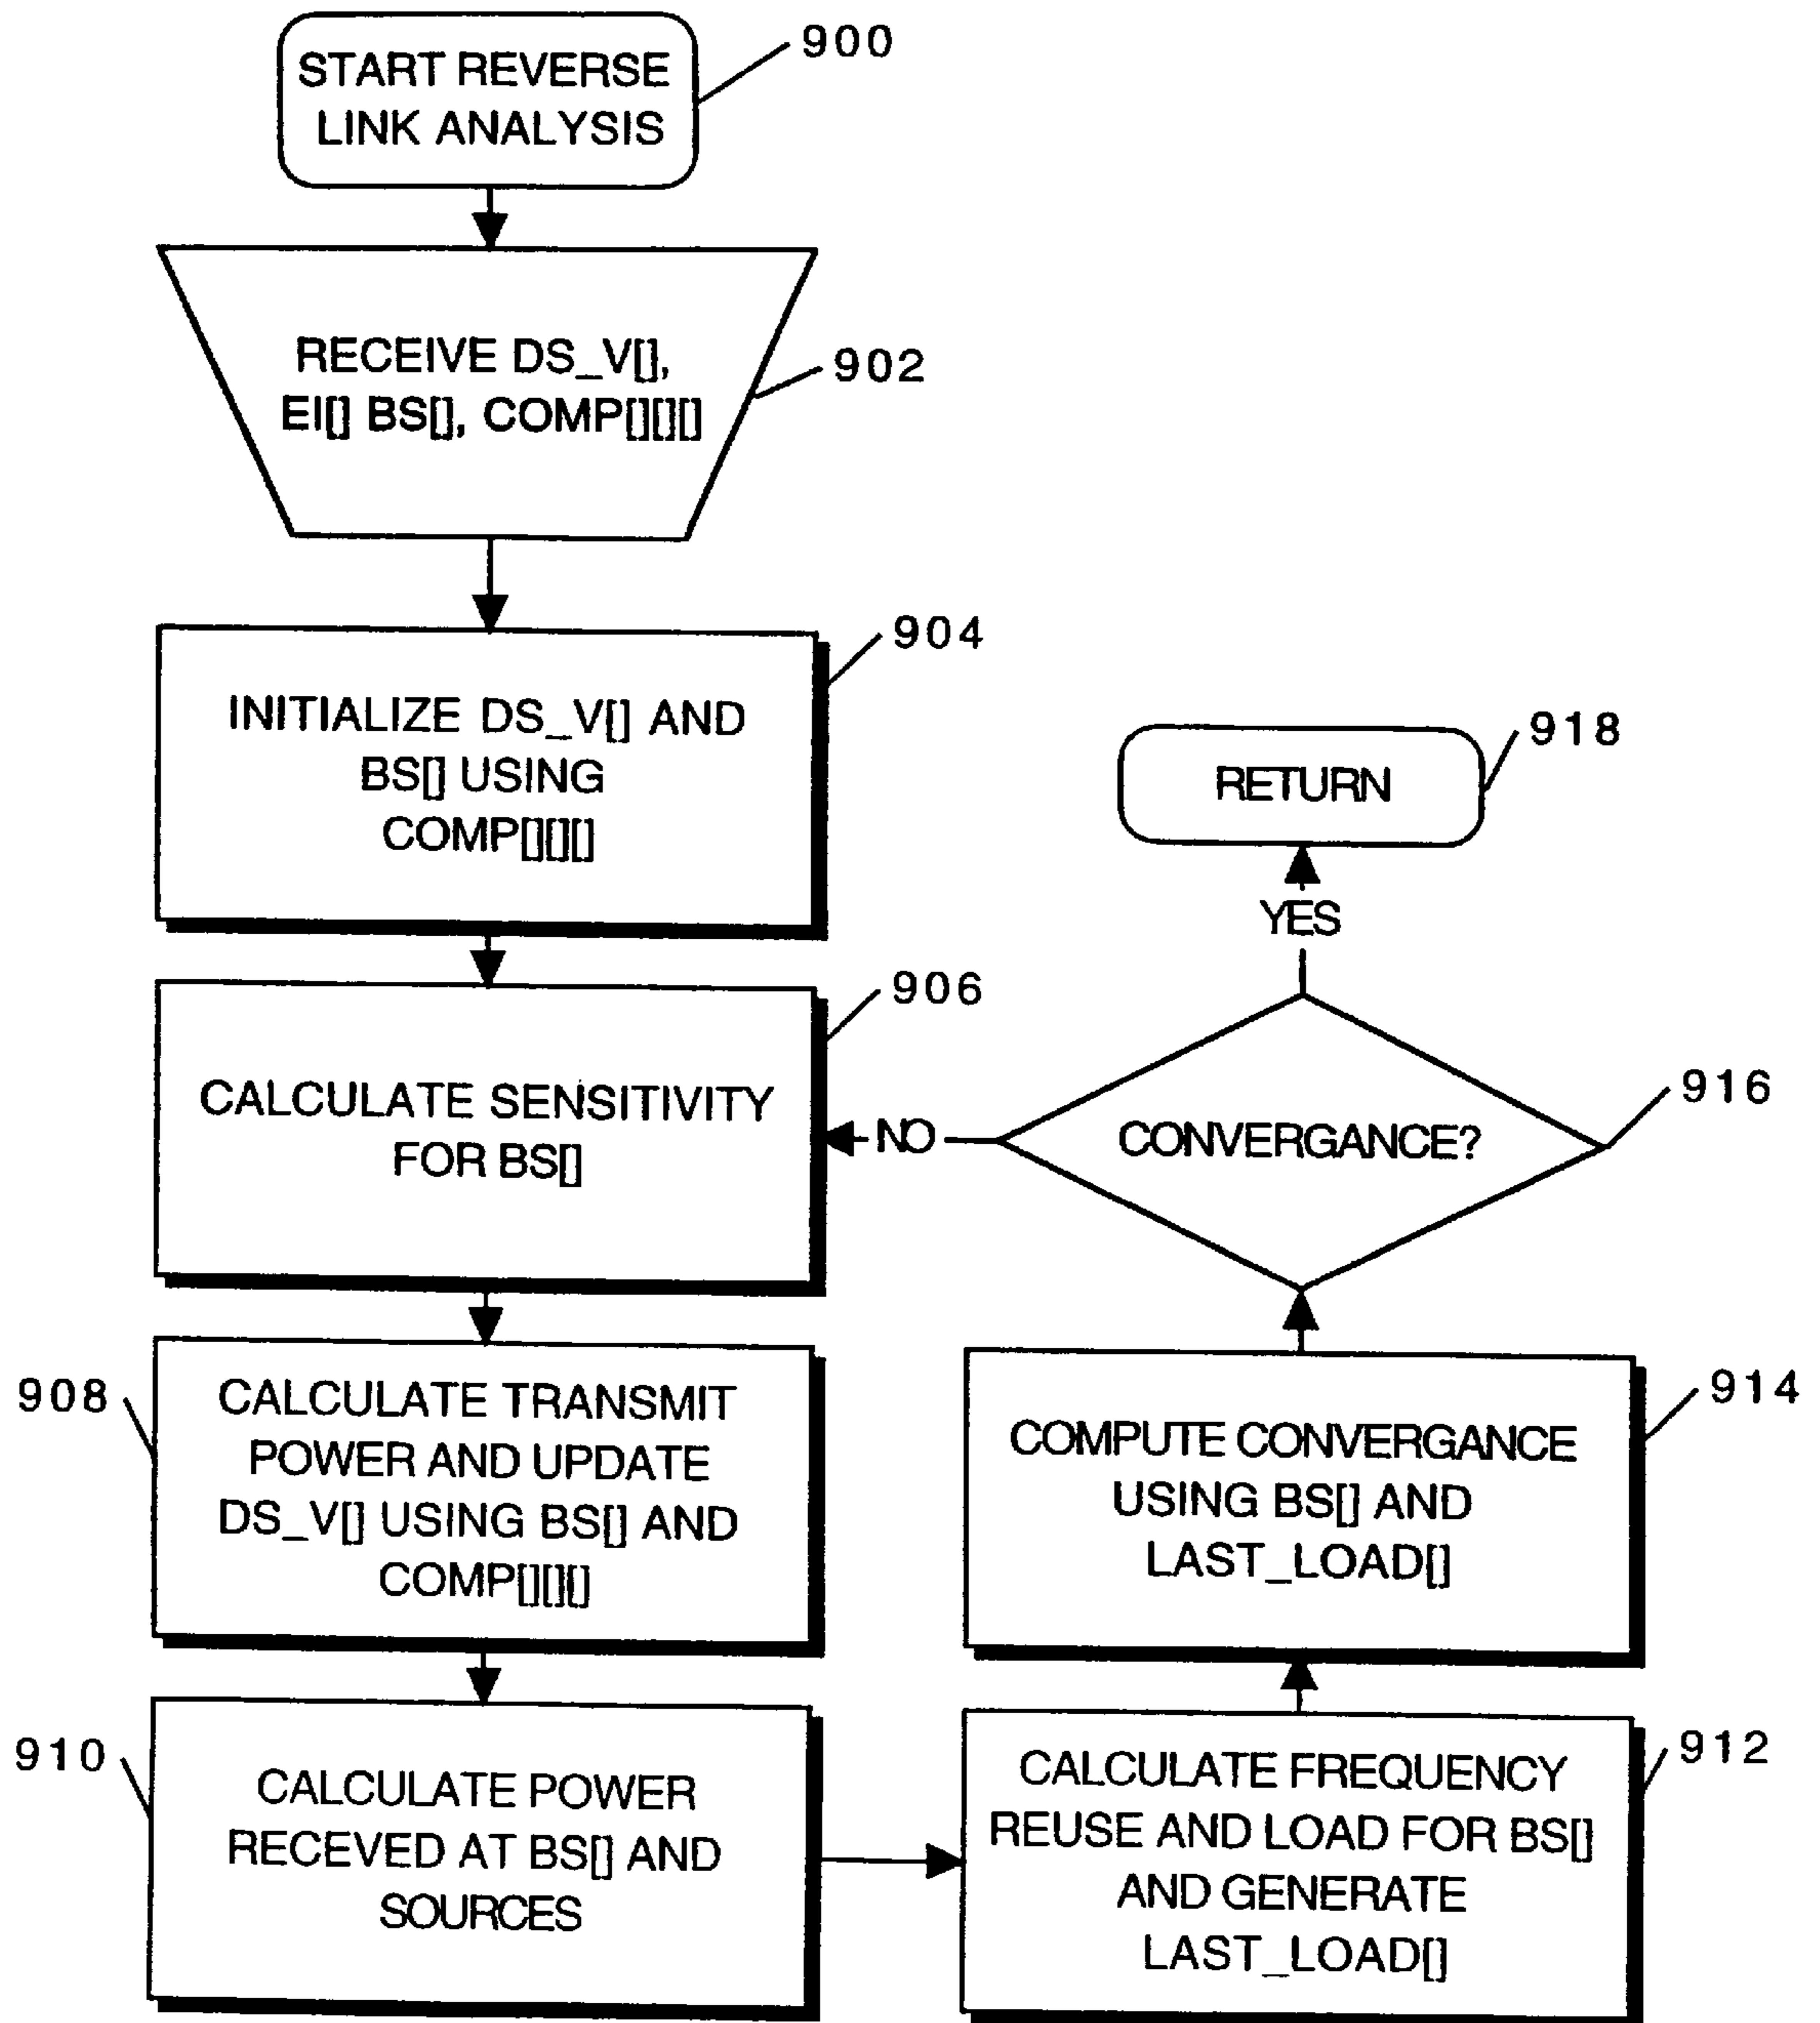 START REVERSE
LINK ANALYSIS
900
RECEIVE DS_V[],
EI[] BS[], COMP[][][]
902
INITIALIZE DS_V[] AND
BS[] USING
COMP[][][]
904
CALCULATE SENSITIVITY
FOR BS[]
906
CALCULATE TRANSMIT
POWER AND UPDATE
DS_V[] USING BS[] AND
COMP[][][]
908
CALCULATE POWER
RECEVED AT BS[] AND
SOURCES
910
CALCULATE FREQUENCY
REUSE AND LOAD FOR BS[]
AND GENERATE
LAST_LOAD[]
912
COMPUTE CONVERGANCE
USING BS[] AND
LAST_LOAD[]
914
CONVERGANCE?
916
NO
YES
RETURN
918